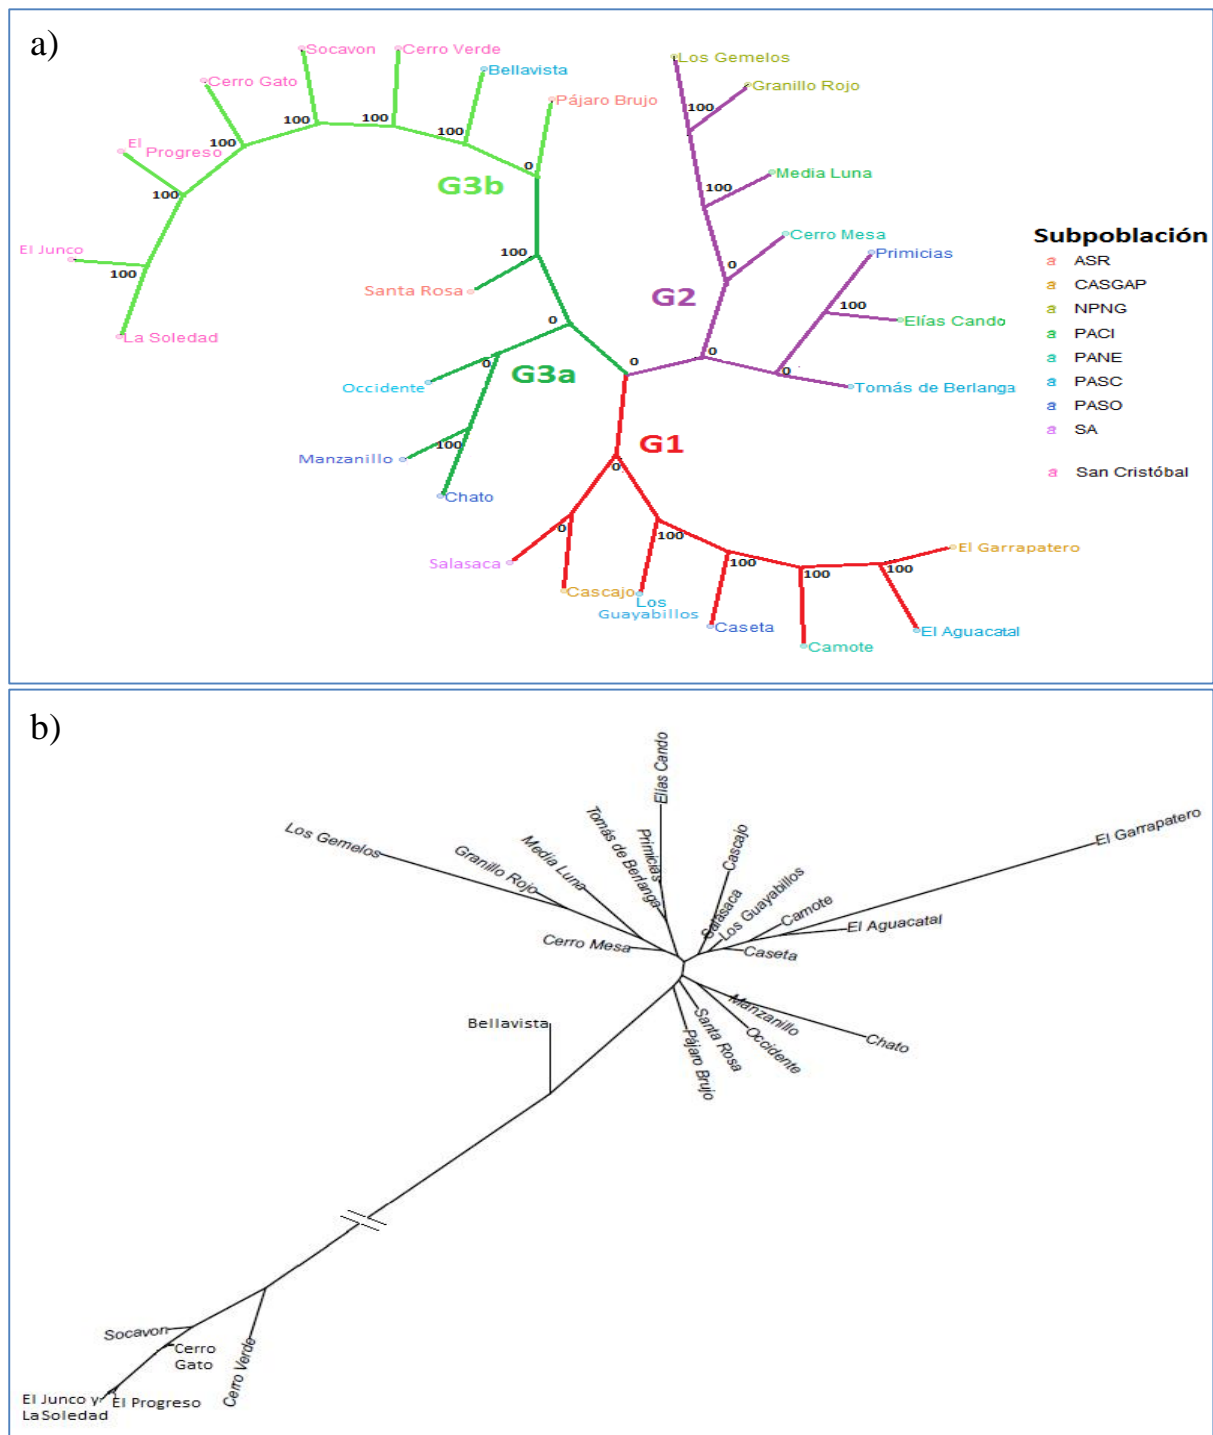 a)
Socavon
Cerro Verde
Los Gemelos
Bellavista
Cerro Gato
Granillo Rojo
Pájaro Brujo
100
100
100
100
100
El
Progreso
0
G3b
100
100
Media Luna
El Junco
100
100
Cerro Mesa
Primicias
Santa Rosa
0
G2
La Soledad
0
100
Elías Cando
G3a
0
0
0
0
Occidente
Tomás de Berlanga
G1
Manzanillo
100
0
Chato
Salasaca
0
100
100
100
100
El Garrapatero
Cascajo
Los
Guayabillos
Caseta
Camote
El Aguacatal
Subpoblación
a ASR
a CASGAP
a NPNG
a PACI
a PANE
a PASC
a PASO
a SA
a San Cristóbal
b)
Elías Cando
Los Gemelos
Granillo Rojo
Media Luna
Tomás de Berlanga
Primicias
Cascajo
El Garrapatero
Salasaca
Los Guayabillos
Camote
El Aguacatal
Cerro Mesa
Caseta
Bellavista
Manzanillo
Chato
Occidente
Santa Rosa
Pájaro Brujo
Socavon
Cerro
Gato
Cerro Verde
El Junco y
La Soledad
El Progreso